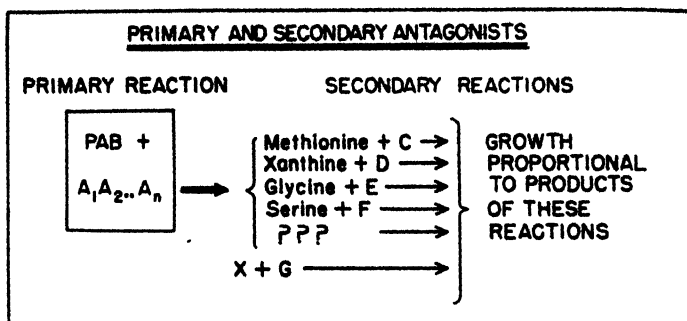 PRIMARY AND SECONDARY ANTAGONISTS
PRIMARY REACTION
SECONDARY REACTIONS
PAB +
A₁A₂..Aₙ
Methionine + C →
Xanthine + D →
Glycine + E →
Serine + F →
? ? ? →
X + G →
GROWTH
PROPORTIONAL
TO PRODUCTS
OF THESE
REACTIONS